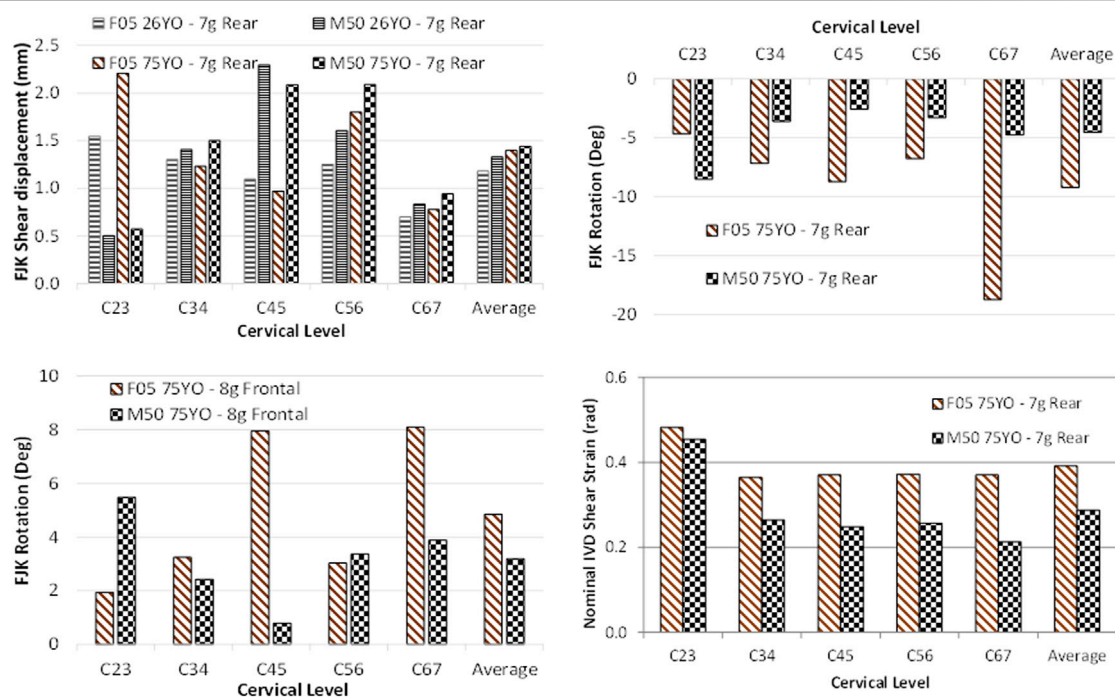 F05 26YO - 7g Rear
M50 26YO - 7g Rear
F05 75YO - 7g Rear
M50 75YO - 7g Rear
FJK Shear displacement (mm)
2.5
2.0
1.5
1.0
0.5
0.0
C23 C34 C45 C56 C67 Average
Cervical Level
Cervical Level
C23 C34 C45 C56 C67 Average
FJK Rotation (Deg)
0
-5
-10
-15
-20
F05 75YO - 7g Rear
M50 75YO - 7g Rear
F05 75YO - 8g Frontal
M50 75YO - 8g Frontal
FJK Rotation (Deg)
10
8
6
4
2
0
C23 C34 C45 C56 C67 Average
Cervical Level
Nominal IVD Shear Strain (rad)
0.6
0.4
0.2
0.0
F05 75YO - 7g Rear
M50 75YO - 7g Rear
C23 C34 C45 C56 C67 Average
Cervical Level